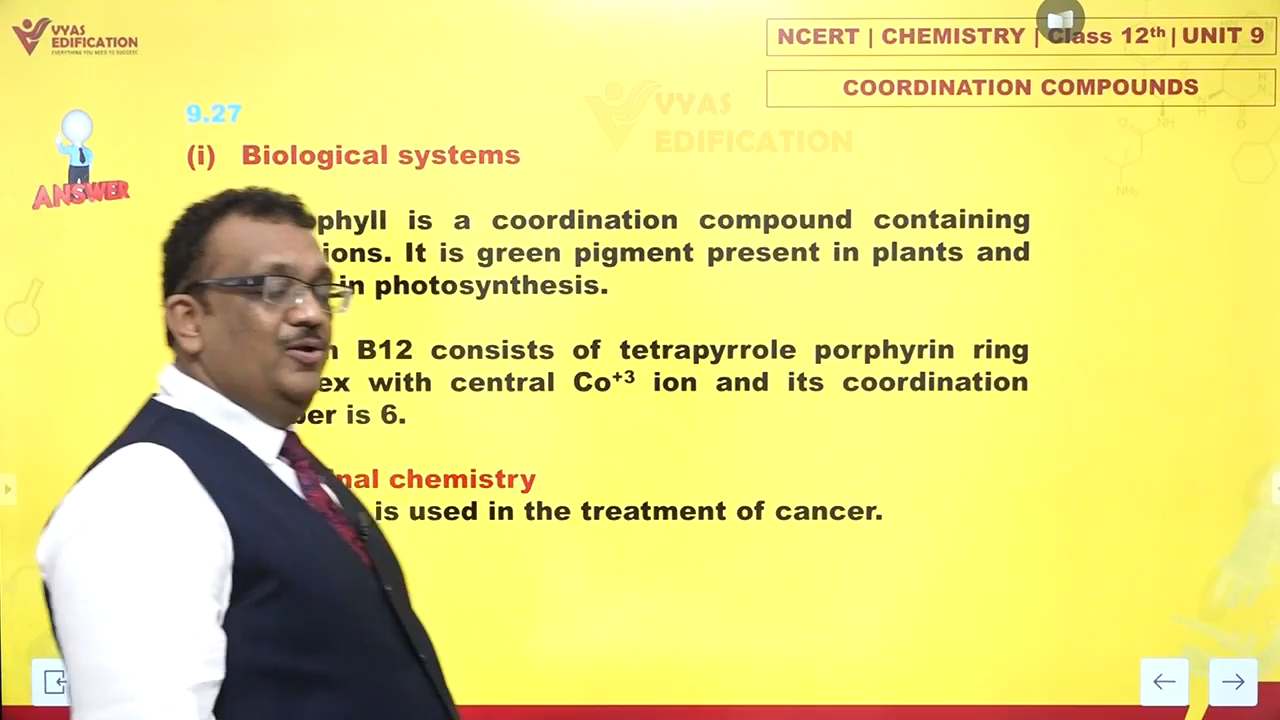 VYAS
EDIFICATION
EVERYTHING YOU NEED TO SUCCESS
NCERT | CHEMISTRY | Class 12th | UNIT 9
COORDINATION COMPOUNDS
VYAS
EDIFICATION
9.27
ANSWER
(i) Biological systems
phyll is a coordination compound containing
ions. It is green pigment present in plants and
in photosynthesis.
B12 consists of tetrapyrrole porphyrin ring
ex with central Co+3 ion and its coordination
ber is 6.
nal chemistry
is used in the treatment of cancer.
NH
NH₂